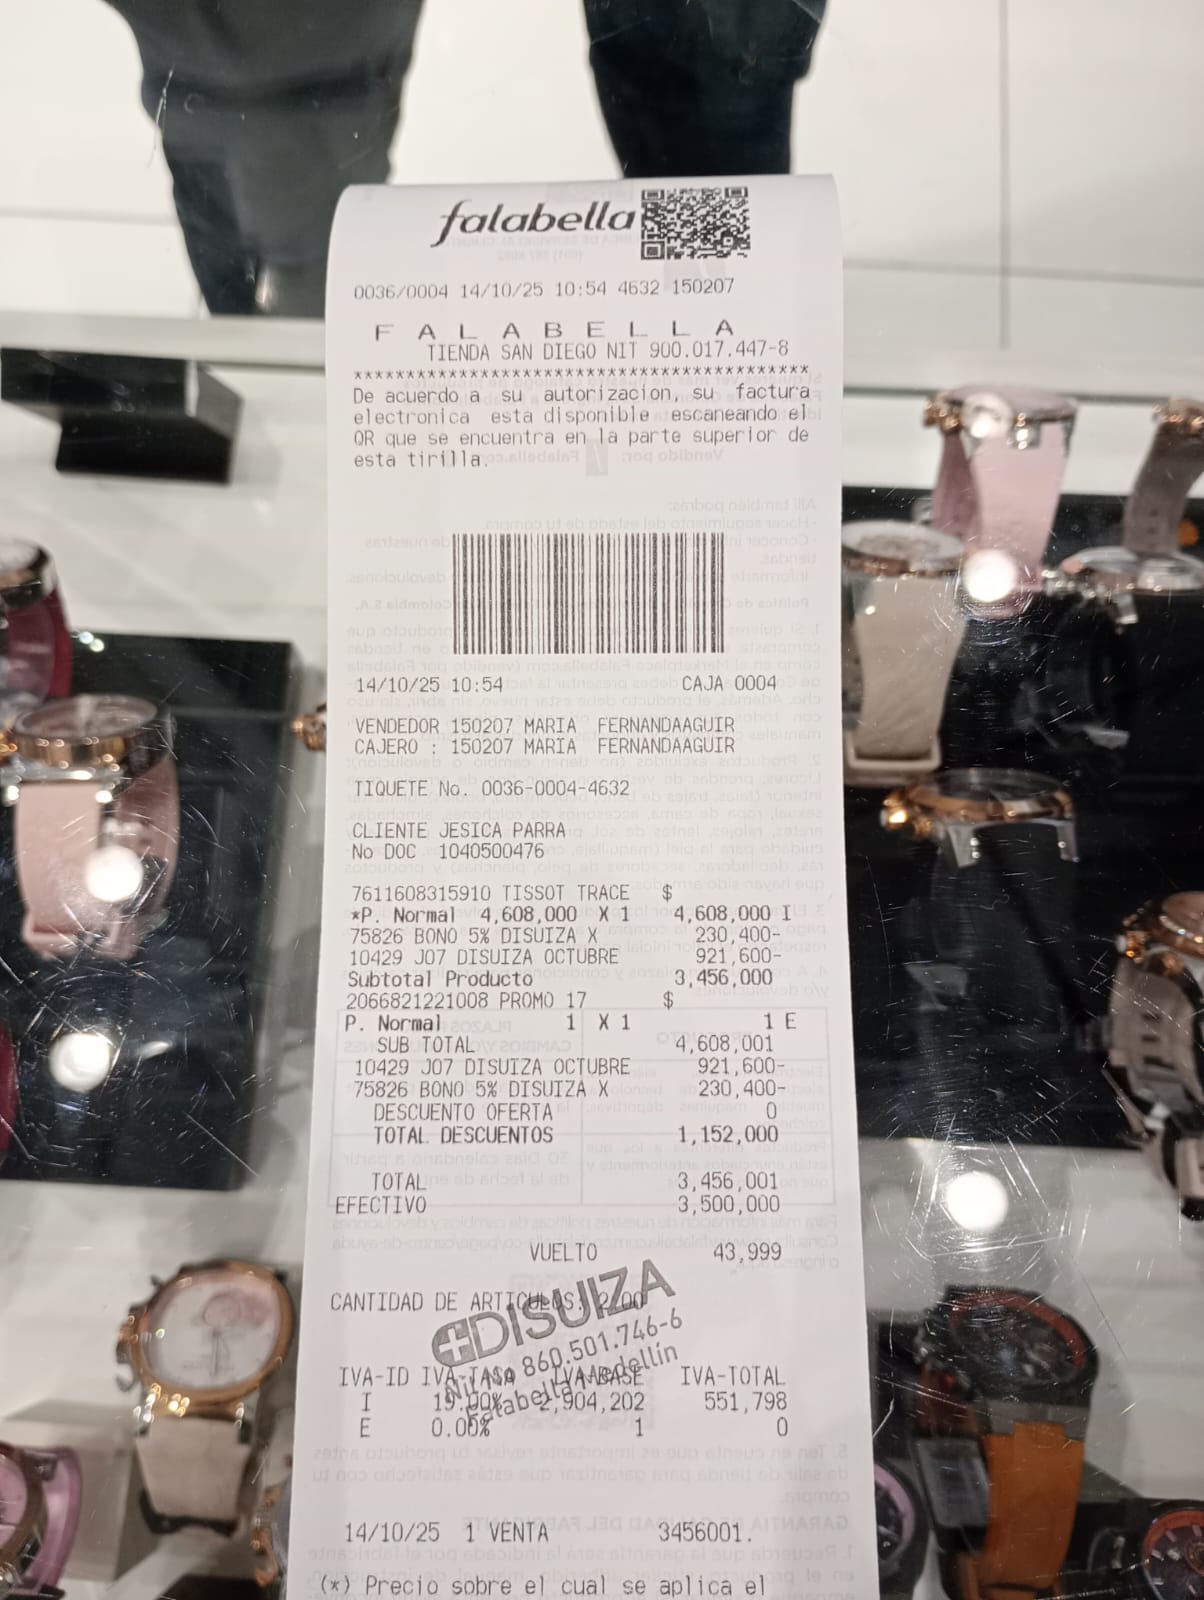 falabella
0036/0004 14/10/25 10:54 4632 150207
F A L A B E L L A
TIENDA SAN DIEGO NIT 900.017.447-8
*******************************************
De acuerdo a su autorizacion, su factura
electronica esta disponible escaneando el
QR que se encuentra en la parte superior de
esta tirilla.
14/10/25 10:54 CAJA 0004
VENDEDOR 150207 MARIA FERNANDAAGUIR
CAJERO : 150207 MARIA FERNANDAAGUIR
TIQUETE No. 0036-0004-4632
CLIENTE JESICA PARRA
No DOC 1040500476
7611608315910 TISSOT TRACE $
*P. Normal 4,608,000 X 1 4,608,000 I
75826 BONO 5% DISUIZA X 230,400-
10429 J07 DISUIZA OCTUBRE 921,600-
Subtotal Producto 3,456,000
2066821221008 PROMO 17 $
P. Normal 1 X 1 1 E
SUB TOTAL 4,608,001
10429 J07 DISUIZA OCTUBRE 921,600-
75826 BONO 5% DISUIZA X 230,400-
DESCUENTO OFERTA 0
TOTAL DESCUENTOS 1,152,000
TOTAL 3,456,001
EFECTIVO 3,500,000
VUELTO 43,999
CANTIDAD DE ARTICULOS: 2.00
DISUIZA
Nit No 860.501.746-6
Falabella Medellín
IVA-ID IVA-TASA IVA-BASE IVA-TOTAL
I 19.00% 2,904,202 551,798
E 0.00% 1 0
14/10/25 1 VENTA 3456001.
(*) Precio sobre el cual se aplica el